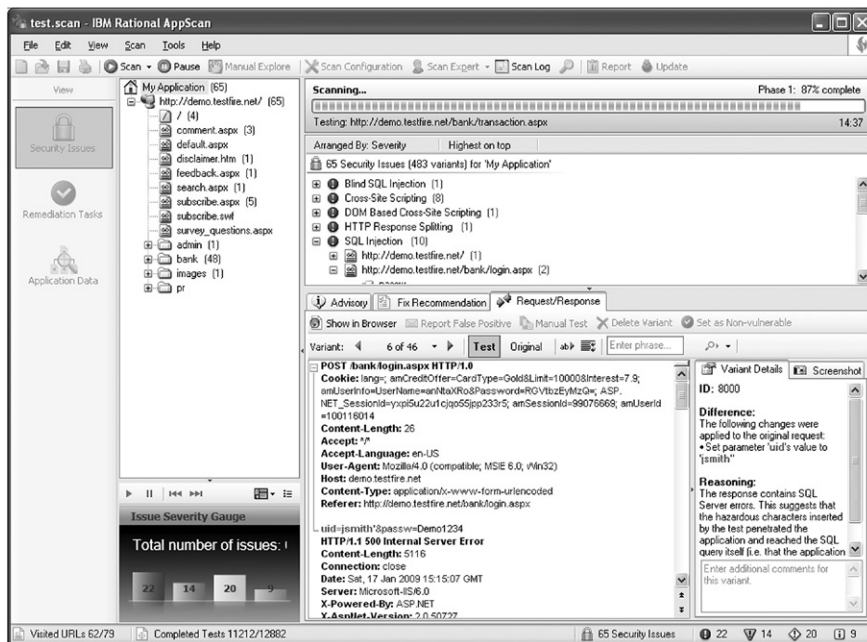 test.scan - IBM Rational AppScan
File Edit View Scan Tools Help
Scan Pause Manual Explore Scan Configuration Scan Expert Scan Log Report Update
View
Security Issues
Remediation Tasks
Application Data
My Application (65)
http://demo.testfire.net/ (65)
/ (4)
comment.aspx (3)
default.aspx
disclaimer.htm (1)
feedback.aspx (1)
search.aspx (1)
subscribe.aspx (5)
subscribe.swf
survey_questions.aspx
admin (1)
bank (48)
images (1)
pr
Issue Severity Gauge
Total number of issues:
22 14 20 9
Scanning... Phase 1: 87% complete
Testing: http://demo.testfire.net/bank/transaction.aspx 14:37
Arranged By: Severity Highest on top
65 Security Issues (483 variants) for 'My Application'
Blind SQL Injection (1)
Cross-Site Scripting (8)
DOM Based Cross-Site Scripting (1)
HTTP Response Splitting (1)
SQL Injection (10)
http://demo.testfire.net/ (1)
http://demo.testfire.net/bank/login.aspx (2)
Advisory Fix Recommendation Request/Response
Show in Browser Report False Positive Manual Test Delete Variant Set as Non-vulnerable
Variant: 6 of 46 Test Original ab Enter phrase...
POST /bank/login.aspx HTTP/1.0
Cookie: lang=; amCreditOffer=CardType=Gold&Limit=10000&Interest=7.9;
amUserInfo=UserName=anNtaXRo&Password=RGVtbzEyMzQ=; ASP.
NET_SessionId=yxpi5u22u1cjqo55jpp233r5; amSessionId=99076669; amUserId
=100116014
Content-Length: 26
Accept: */*
Accept-Language: en-US
User-Agent: Mozilla/4.0 (compatible; MSIE 6.0; Win32)
Host: demo.testfire.net
Content-Type: application/x-www-form-urlencoded
Referer: http://demo.testfire.net/bank/login.aspx
uid=jsmith'&passw=Demo1234
HTTP/1.1 500 Internal Server Error
Content-Length: 5116
Connection: close
Date: Sat, 17 Jan 2009 15:15:07 GMT
Server: Microsoft-IIS/6.0
X-Powered-By: ASP.NET
X-AspNet-Version: 2.0.50727
Variant Details Screenshot
ID: 8000
Difference:
The following changes were
applied to the original request:
• Set parameter 'uid's value to
'jsmith''
Reasoning:
The response contains SQL
Server errors. This suggests that
the hazardous characters inserted
by the test penetrated the
application and reached the SQL
query itself (i.e. that the application
Enter additional comments for
this variant.
Visited URLs 62/79 Completed Tests 11212/12882 65 Security Issues 22 14 20 9